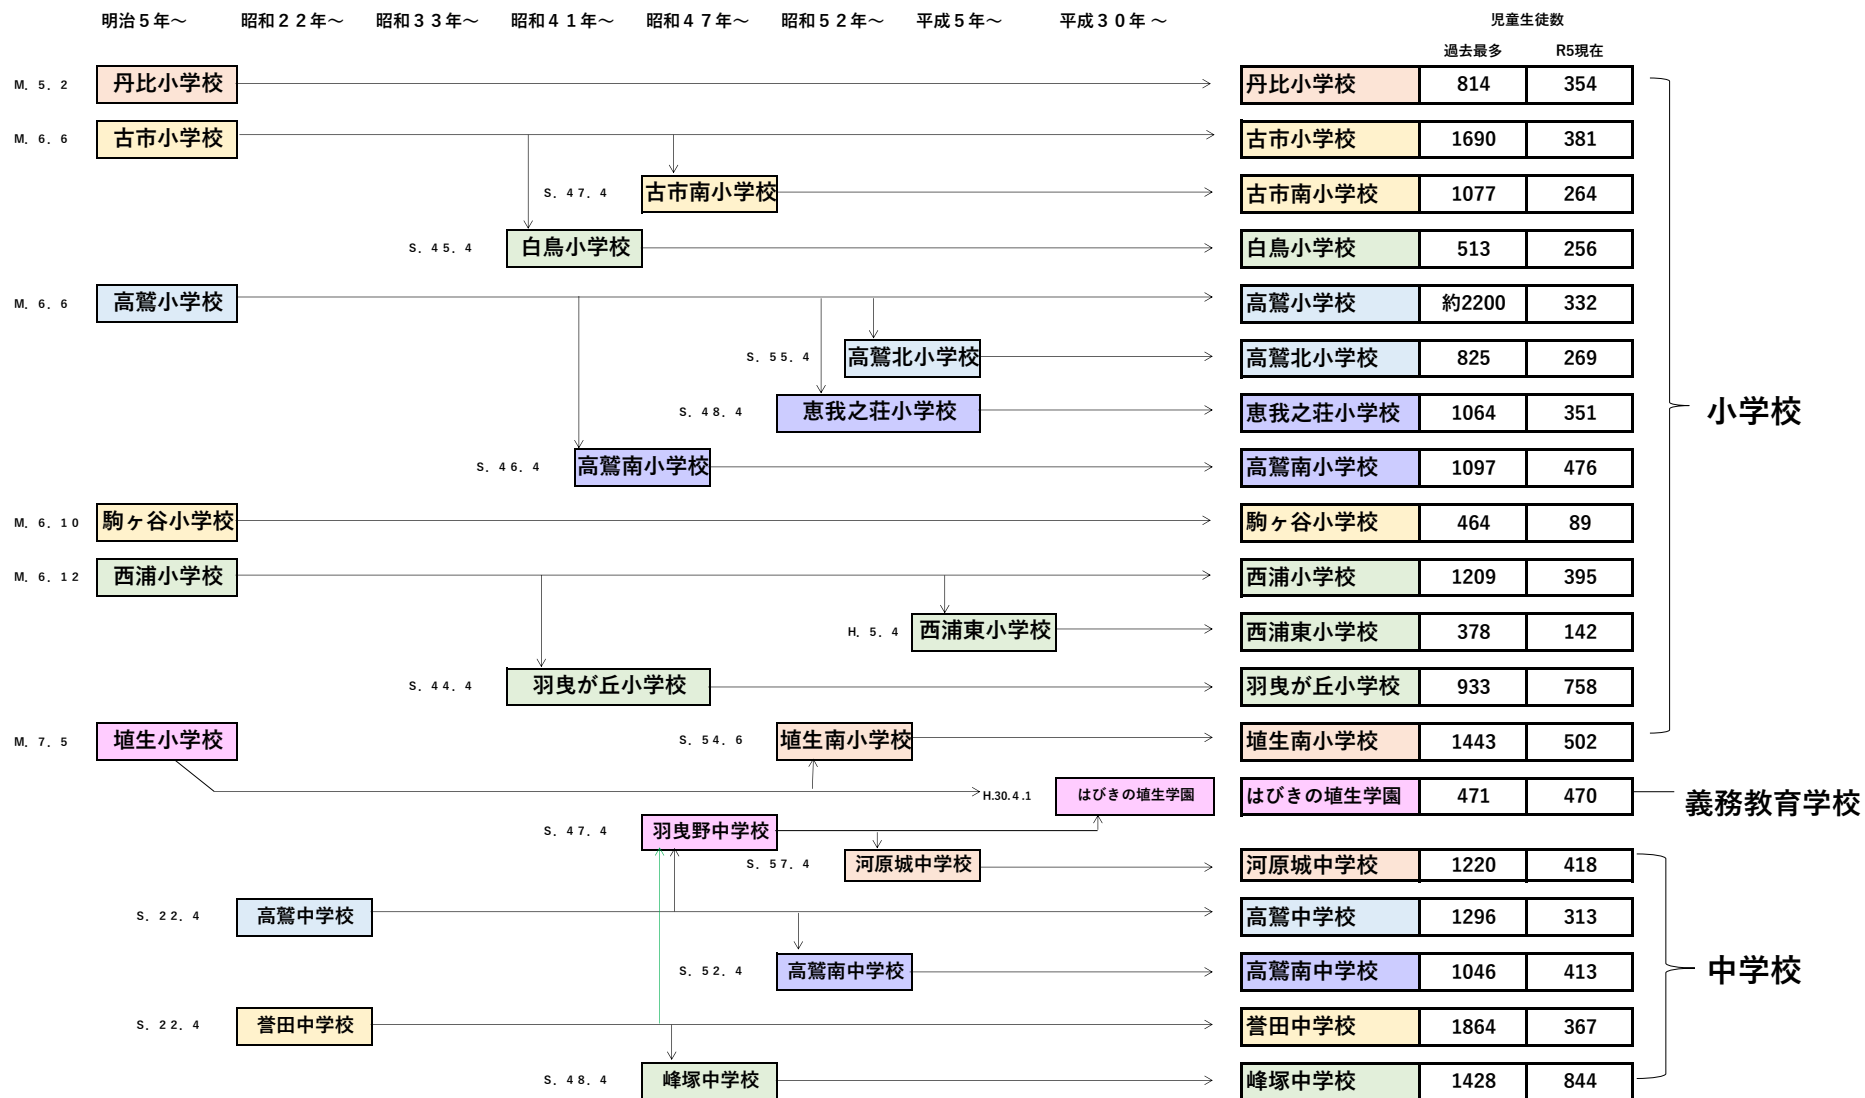 明治５年～ 昭和２２年～ 昭和３３年～ 昭和４１年～ 昭和４７年～ 昭和５２年～ 平成５年～ 平成３０年 ～ 児童生徒数
過去最多 R5現在
Ｍ．５．２ 丹比小学校 丹比小学校 814 354
Ｍ．６．６ 古市小学校 古市小学校 1690 381
Ｓ．４７．４ 古市南小学校 古市南小学校 1077 264
Ｓ．４５．４ 白鳥小学校 白鳥小学校 513 256
Ｍ．６．６ 高鷲小学校 高鷲小学校 約2200 332
Ｓ．５５．４ 高鷲北小学校 高鷲北小学校 825 269
Ｓ．４８．４ 恵我之荘小学校 恵我之荘小学校 1064 351
小学校
Ｓ．４６．４ 高鷲南小学校 高鷲南小学校 1097 476
Ｍ．６．１０ 駒ヶ谷小学校 駒ヶ谷小学校 464 89
Ｍ．６．１２ 西浦小学校 西浦小学校 1209 395
Ｈ．５．４ 西浦東小学校 西浦東小学校 378 142
Ｓ．４４．４ 羽曳が丘小学校 羽曳が丘小学校 933 758
Ｍ．７．５ 埴生小学校 Ｓ．５４．６ 埴生南小学校 埴生南小学校 1443 502
H.30.４.１ はびきの埴生学園 はびきの埴生学園 471 470 義務教育学校
Ｓ．４７．４ 羽曳野中学校
Ｓ．５７．４ 河原城中学校 河原城中学校 1220 418
Ｓ．２２．４ 高鷲中学校 高鷲中学校 1296 313
Ｓ．５２．４ 高鷲南中学校 高鷲南中学校 1046 413 中学校
Ｓ．２２．４ 誉田中学校 誉田中学校 1864 367
Ｓ．４８．４ 峰塚中学校 峰塚中学校 1428 844